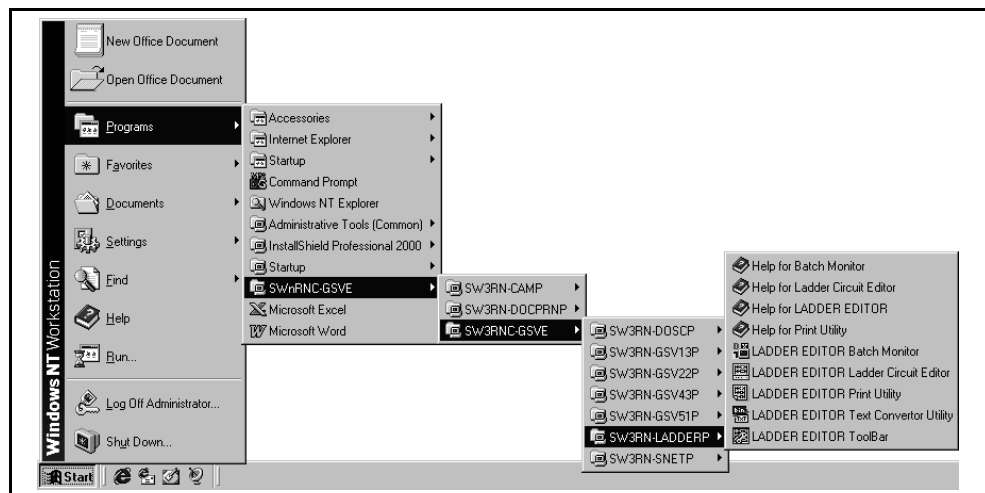 New Office Document
Open Office Document
Programs
Favorites
Documents
Settings
Find
Help
Run...
Log Off Administrator...
Shut Down...
Windows NT Workstation
Start
Accessories
Internet Explorer
Startup
Command Prompt
Windows NT Explorer
Administrative Tools (Common)
InstallShield Professional 2000
Startup
SWnRNC-GSVE
Microsoft Excel
Microsoft Word
SW3RN-CAMP
SW3RN-DOCPRNP
SW3RNC-GSVE
SW3RN-DOSCP
SW3RN-GSV13P
SW3RN-GSV22P
SW3RN-GSV43P
SW3RN-GSV51P
SW3RN-LADDERP
SW3RN-SNETP
Help for Batch Monitor
Help for Ladder Circuit Editor
Help for LADDER EDITOR
Help for Print Utility
LADDER EDITOR Batch Monitor
LADDER EDITOR Ladder Circuit Editor
LADDER EDITOR Print Utility
LADDER EDITOR Text Convertor Utility
LADDER EDITOR ToolBar